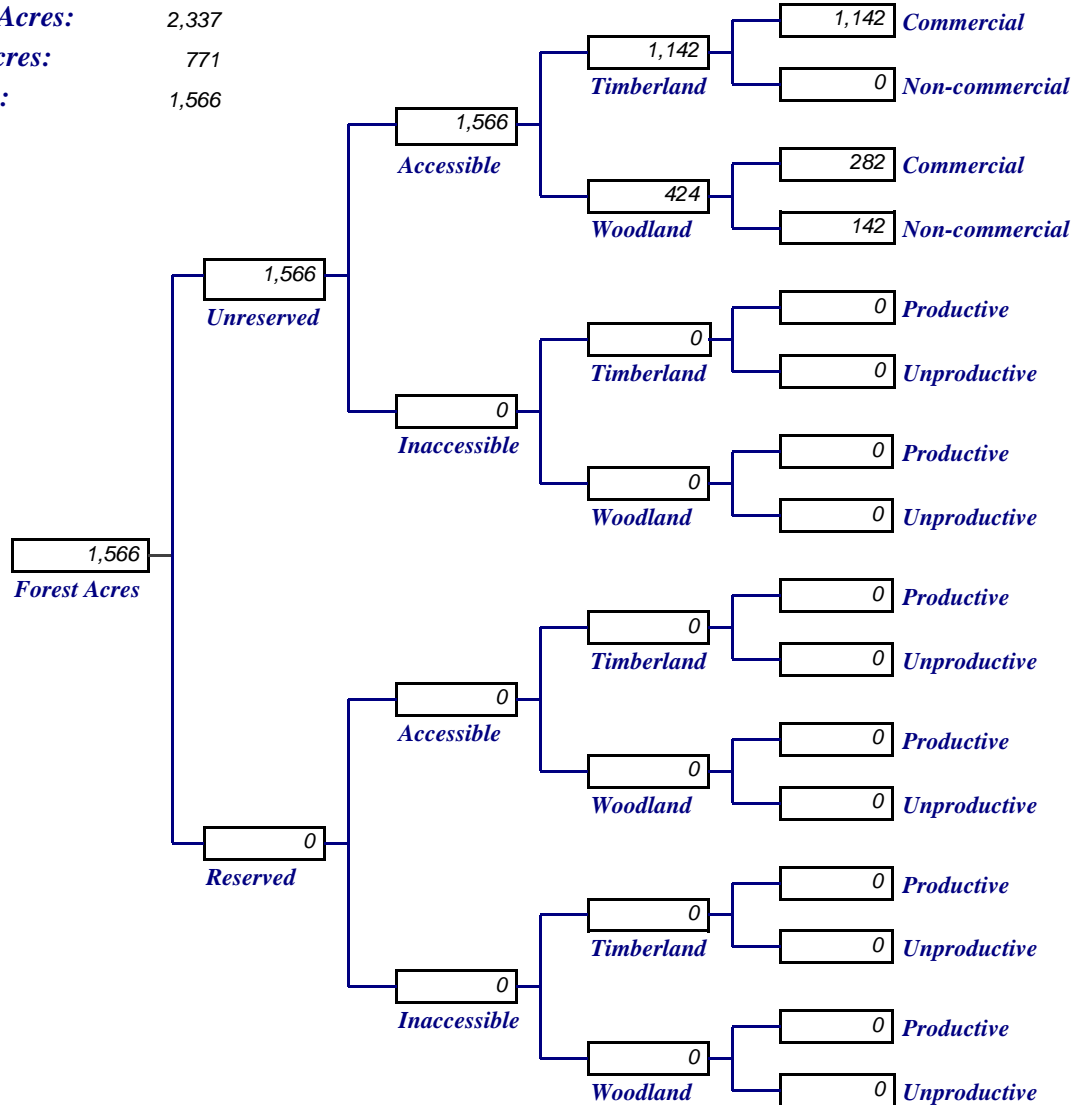 Acres: 2,337
cres: 771
: 1,566
1,142 Commercial
1,142
Timberland
0 Non-commercial
1,566
Accessible
282 Commercial
424
Woodland
142 Non-commercial
1,566
Unreserved
0 Productive
0
Timberland
0 Unproductive
0
Inaccessible
0 Productive
0
Woodland
0 Unproductive
1,566
Forest Acres
0 Productive
0
Timberland
0 Unproductive
0
Accessible
0 Productive
0
Woodland
0 Unproductive
0
Reserved
0 Productive
0
Timberland
0 Unproductive
0
Inaccessible
0 Productive
0
Woodland
0 Unproductive